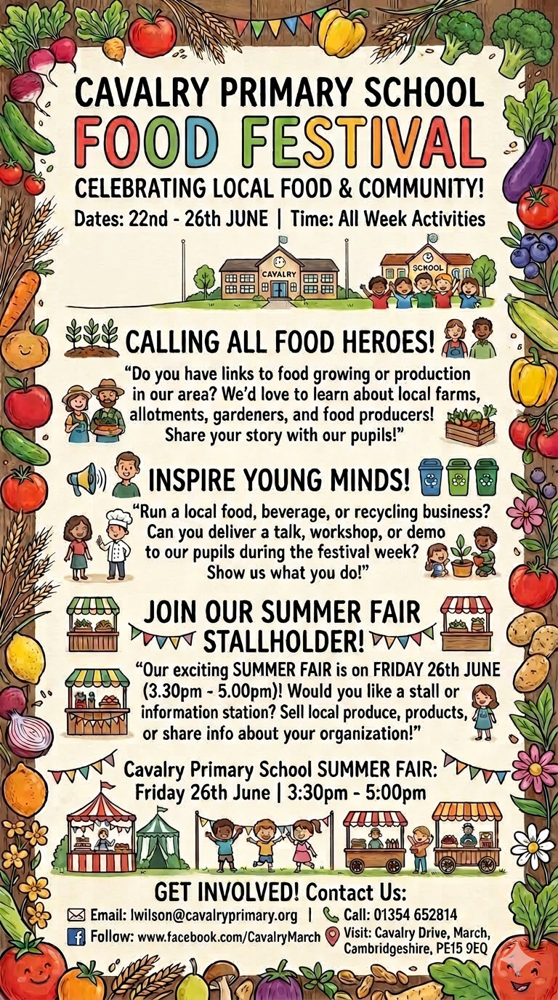 CAVALRY PRIMARY SCHOOL
FOOD FESTIVAL
CELEBRATING LOCAL FOOD & COMMUNITY!
Dates: 22nd - 26th JUNE | Time: All Week Activities
CAVALRY
SCHOOL
CALLING ALL FOOD HEROES!
"Do you have links to food growing or production
in our area? We'd love to learn about local farms,
allotments, gardeners, and food producers!
Share your story with our pupils!"
INSPIRE YOUNG MINDS!
"Run a local food, beverage, or recycling business?
Can you deliver a talk, workshop, or demo
to our pupils during the festival week?
Show us what you do!"
JOIN OUR SUMMER FAIR
STALLHOLDER!
"Our exciting SUMMER FAIR is on FRIDAY 26th JUNE
(3.30pm - 5.00pm)! Would you like a stall or
information station? Sell local produce, products,
or share info about your organization!"
Cavalry Primary School SUMMER FAIR:
Friday 26th June | 3:30pm - 5:00pm
GET INVOLVED! Contact Us:
Email: lwilson@cavalryprimary.org | Call: 01354 652814
Follow: www.facebook.com/CavalryMarch Visit: Cavalry Drive, March,
Cambridgeshire, PE15 9EQ